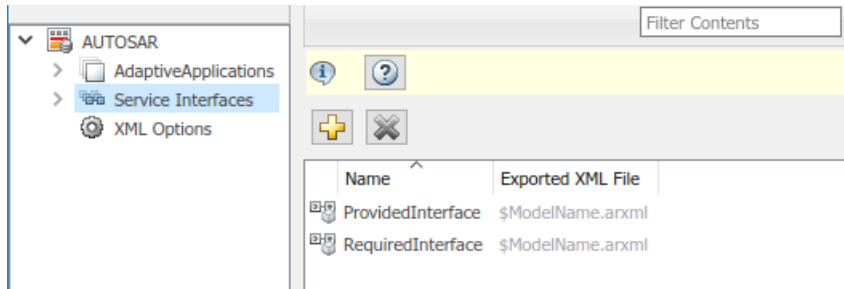 Filter Contents
AUTOSAR
AdaptiveApplications
Service Interfaces
XML Options
Name Exported XML File
ProvidedInterface $ModelName.arxml
RequiredInterface $ModelName.arxml